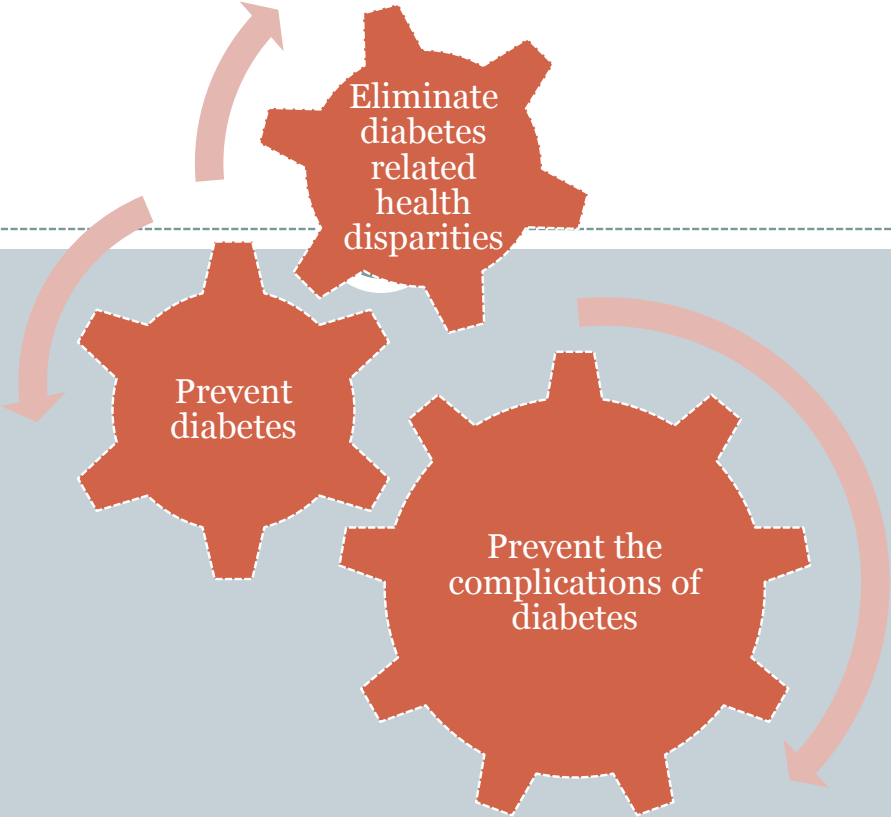 Eliminate
diabetes
related
health
disparities
Prevent
diabetes
Prevent the
complications of
diabetes